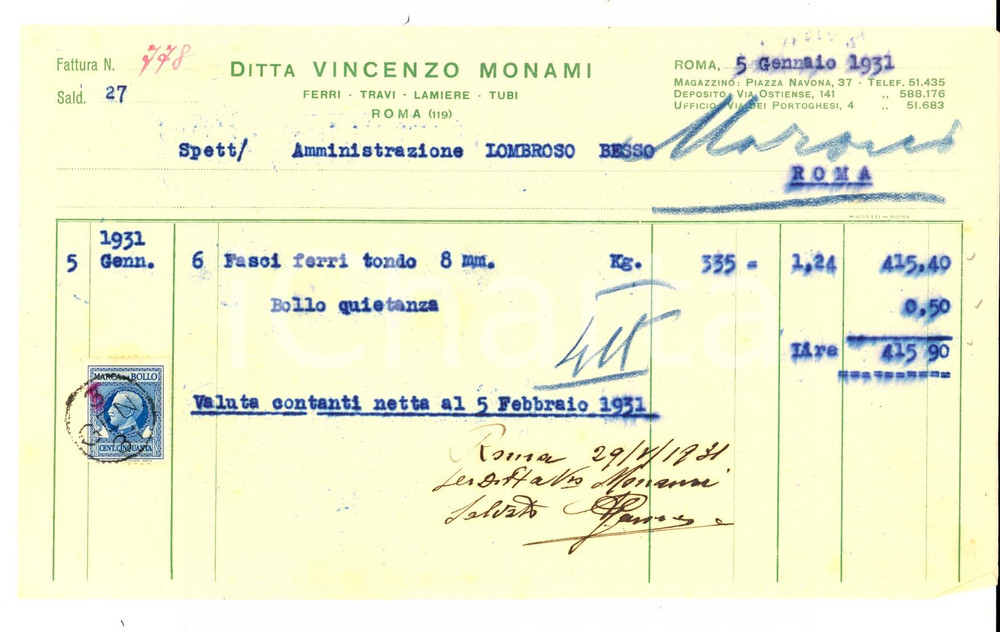 Fattura N. 778
DITTA VINCENZO MONAMI
ROMA, 5 Gennaio 1931
Sald. 27
FERRI - TRAVI - LAMIERE - TUBI
ROMA (119)
MAGAZZINO: PIAZZA NAVONA, 37 - TELEF. 51.435
DEPOSITO: VIA OSTIENSE, 141 „ 588.176
UFFICIO: VIA DEI PORTOGHESI, 4 „ 51.683
Spett/ Amministrazione LOMBROSO BESSO
ROMA
1931
5 Genn. 6 Fasci ferri tondo 8 mm. Kg. 335 = 1,24 415,40
Bollo quietanza 0,50
Lire 415 90
MARCA DA BOLLO
CENT. CINQUANTA
Valuta contanti netta al 5 Febbraio 1931
Roma 29/V/1931
Monami
Saldato